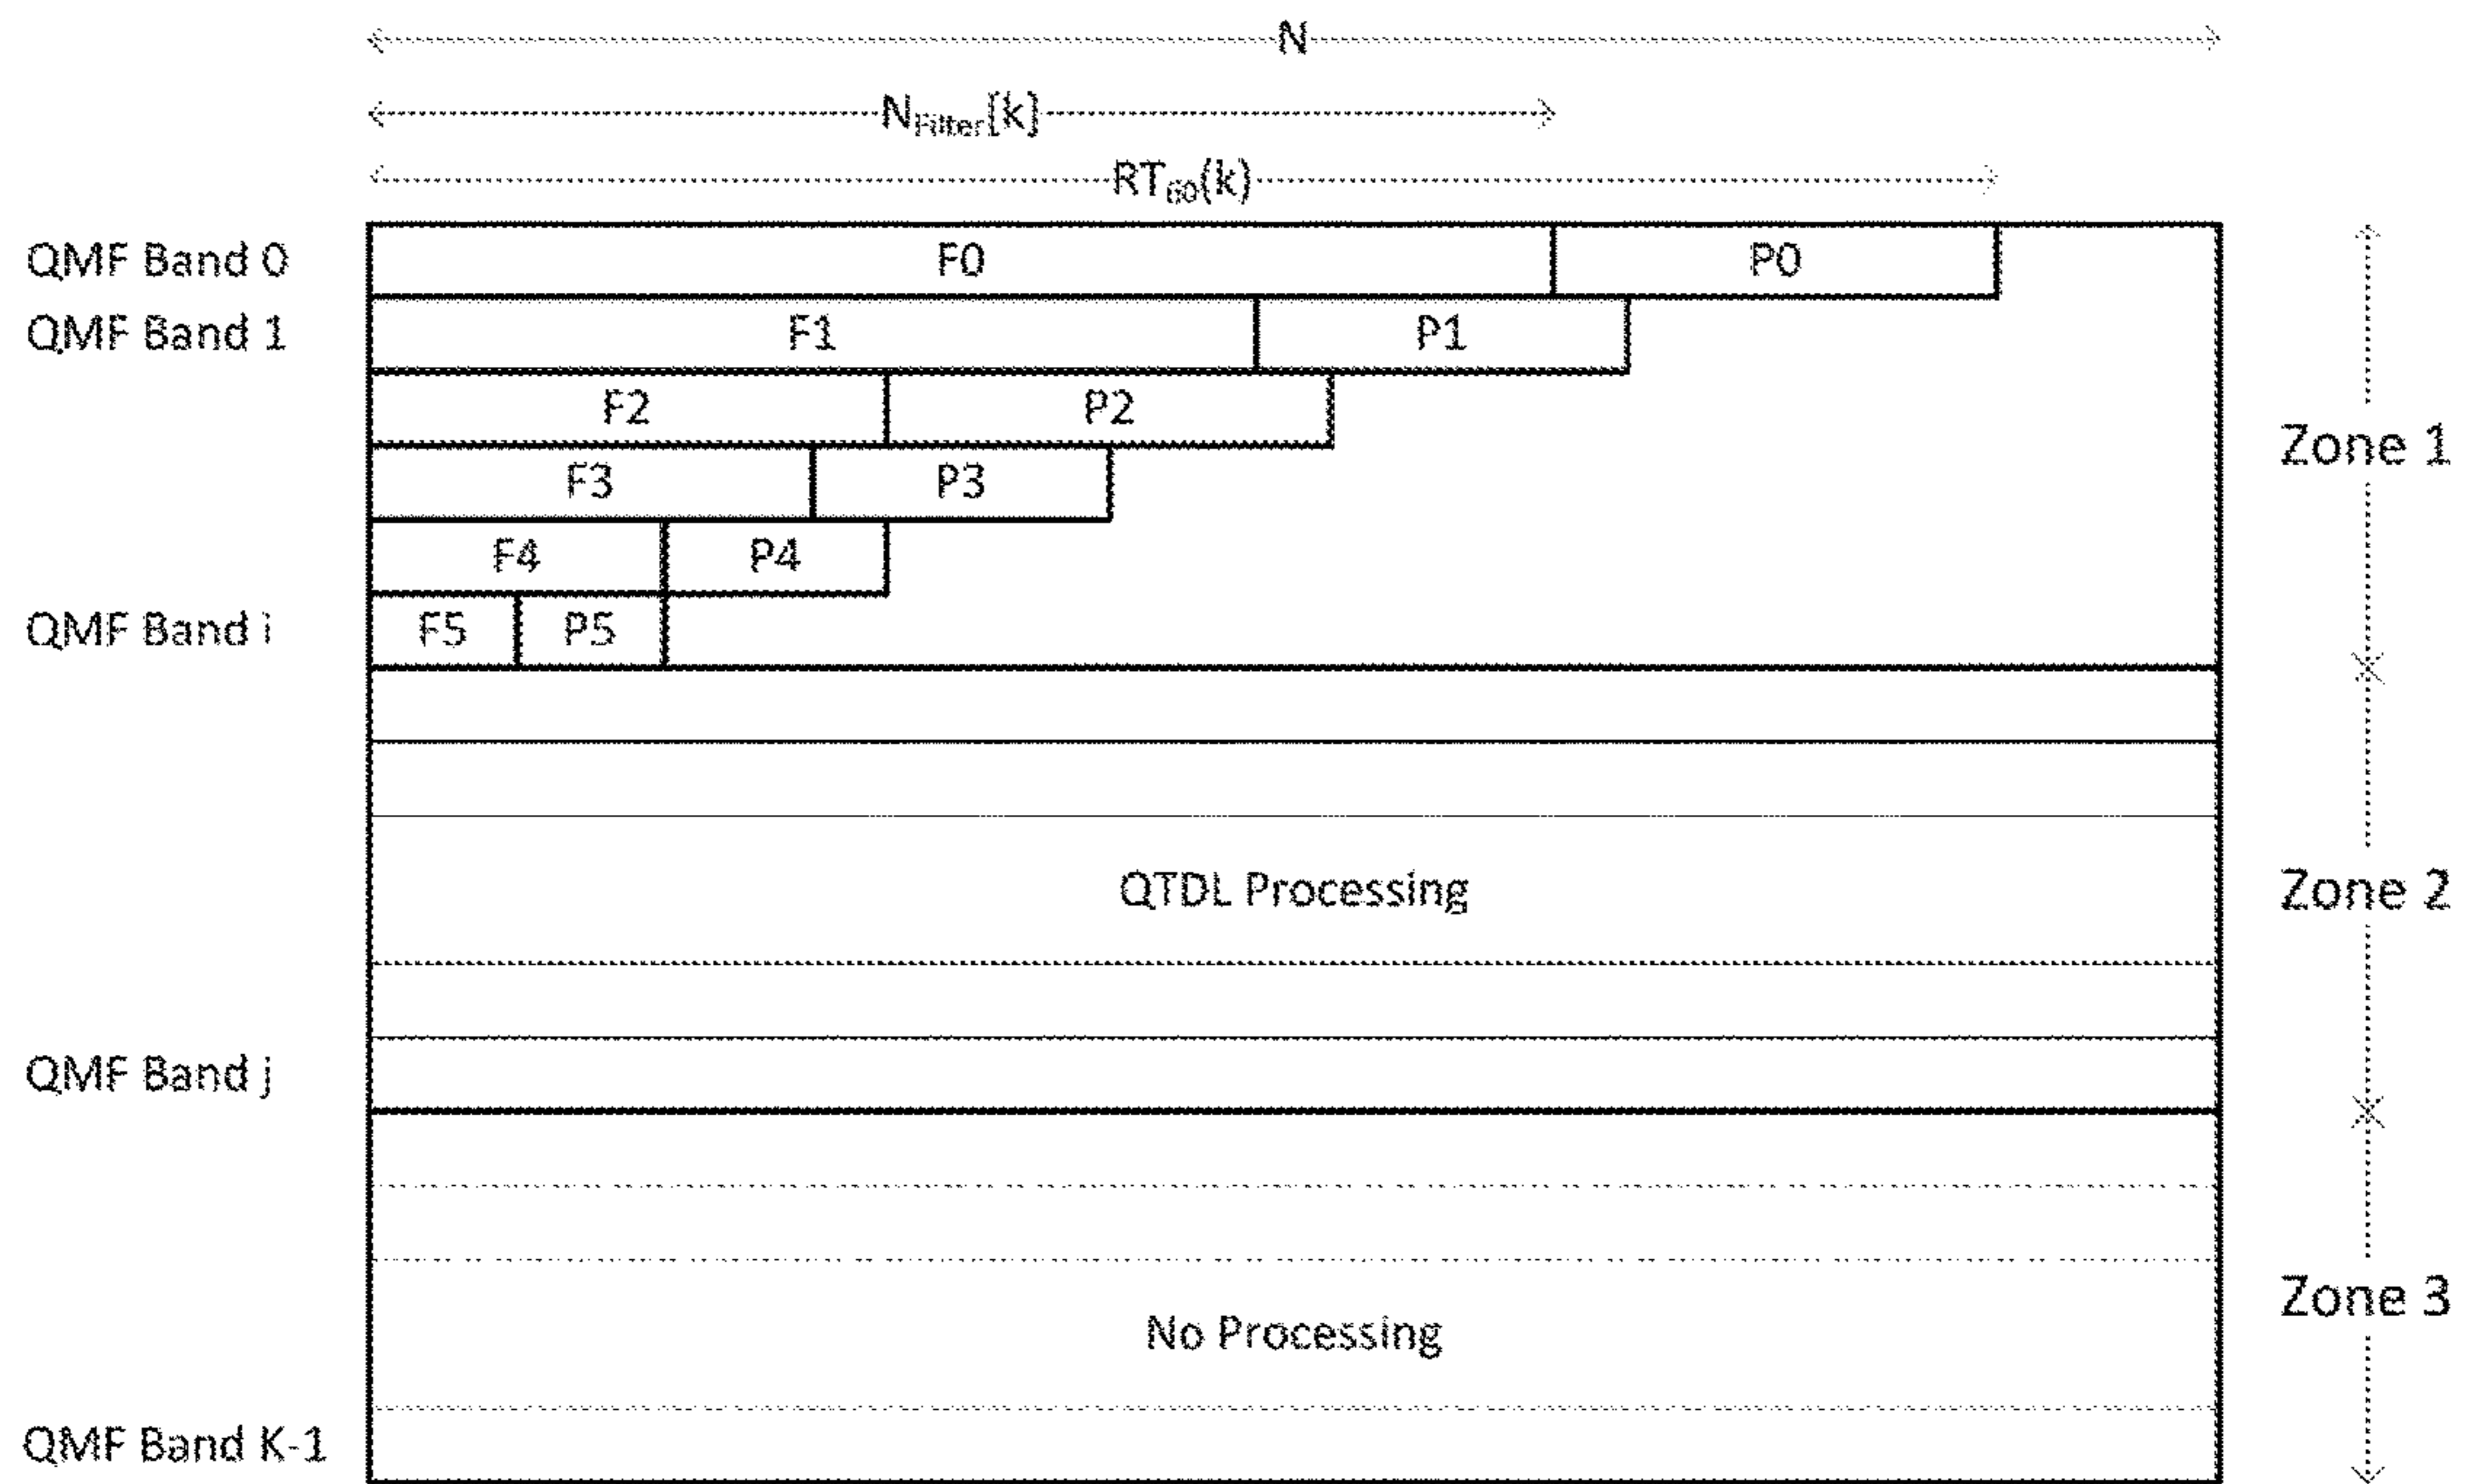 N
N_Filter[k]
RT_60(k)
QMF Band 0 F0 P0
QMF Band 1 F1 P1
F2 P2
Zone 1
F3 P3
F4 P4
QMF Band i F5 P5
QTDL Processing Zone 2
QMF Band j
Zone 3
No Processing
QMF Band K-1